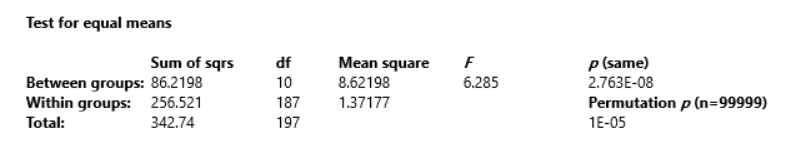 Test for equal means
Sum of sqrs df Mean square F p (same)
Between groups: 86.2198 10 8.62198 6.285 2.763E-08
Within groups: 256.521 187 1.37177 Permutation p (n=99999)
Total: 342.74 197 1E-05